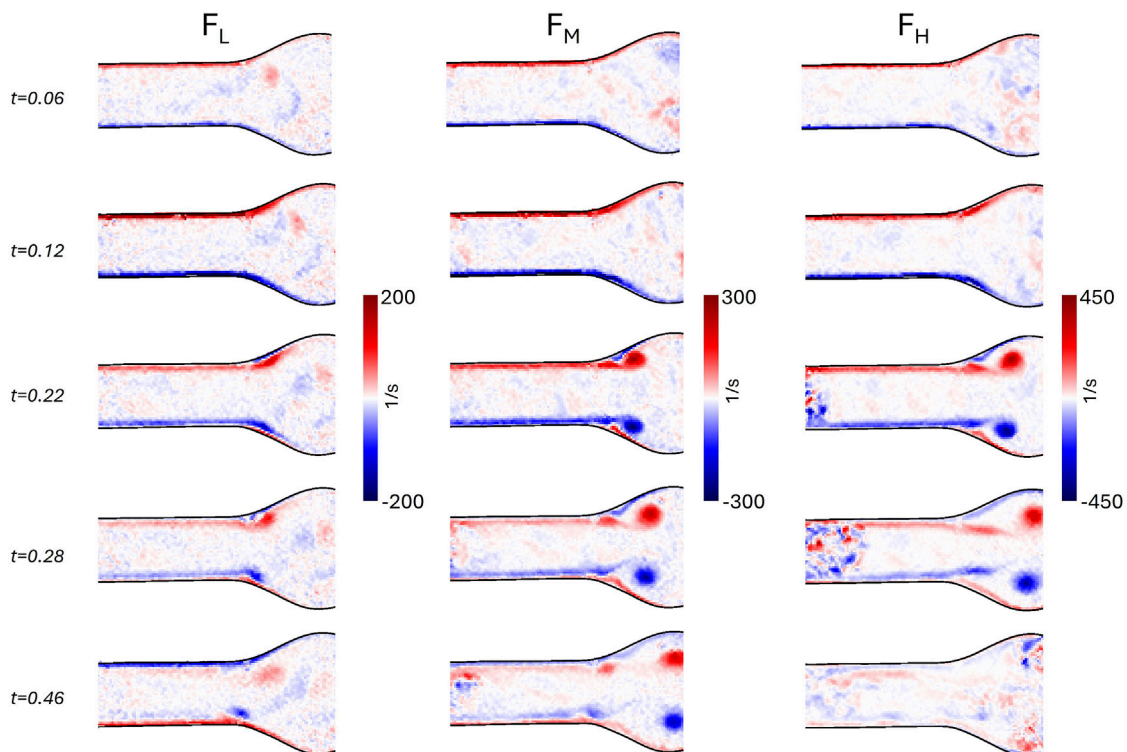 F_L F_M F_H
t=0.06
t=0.12
200 300 450
t=0.22
1/s 1/s 1/s
-200 -300 -450
t=0.28
t=0.46